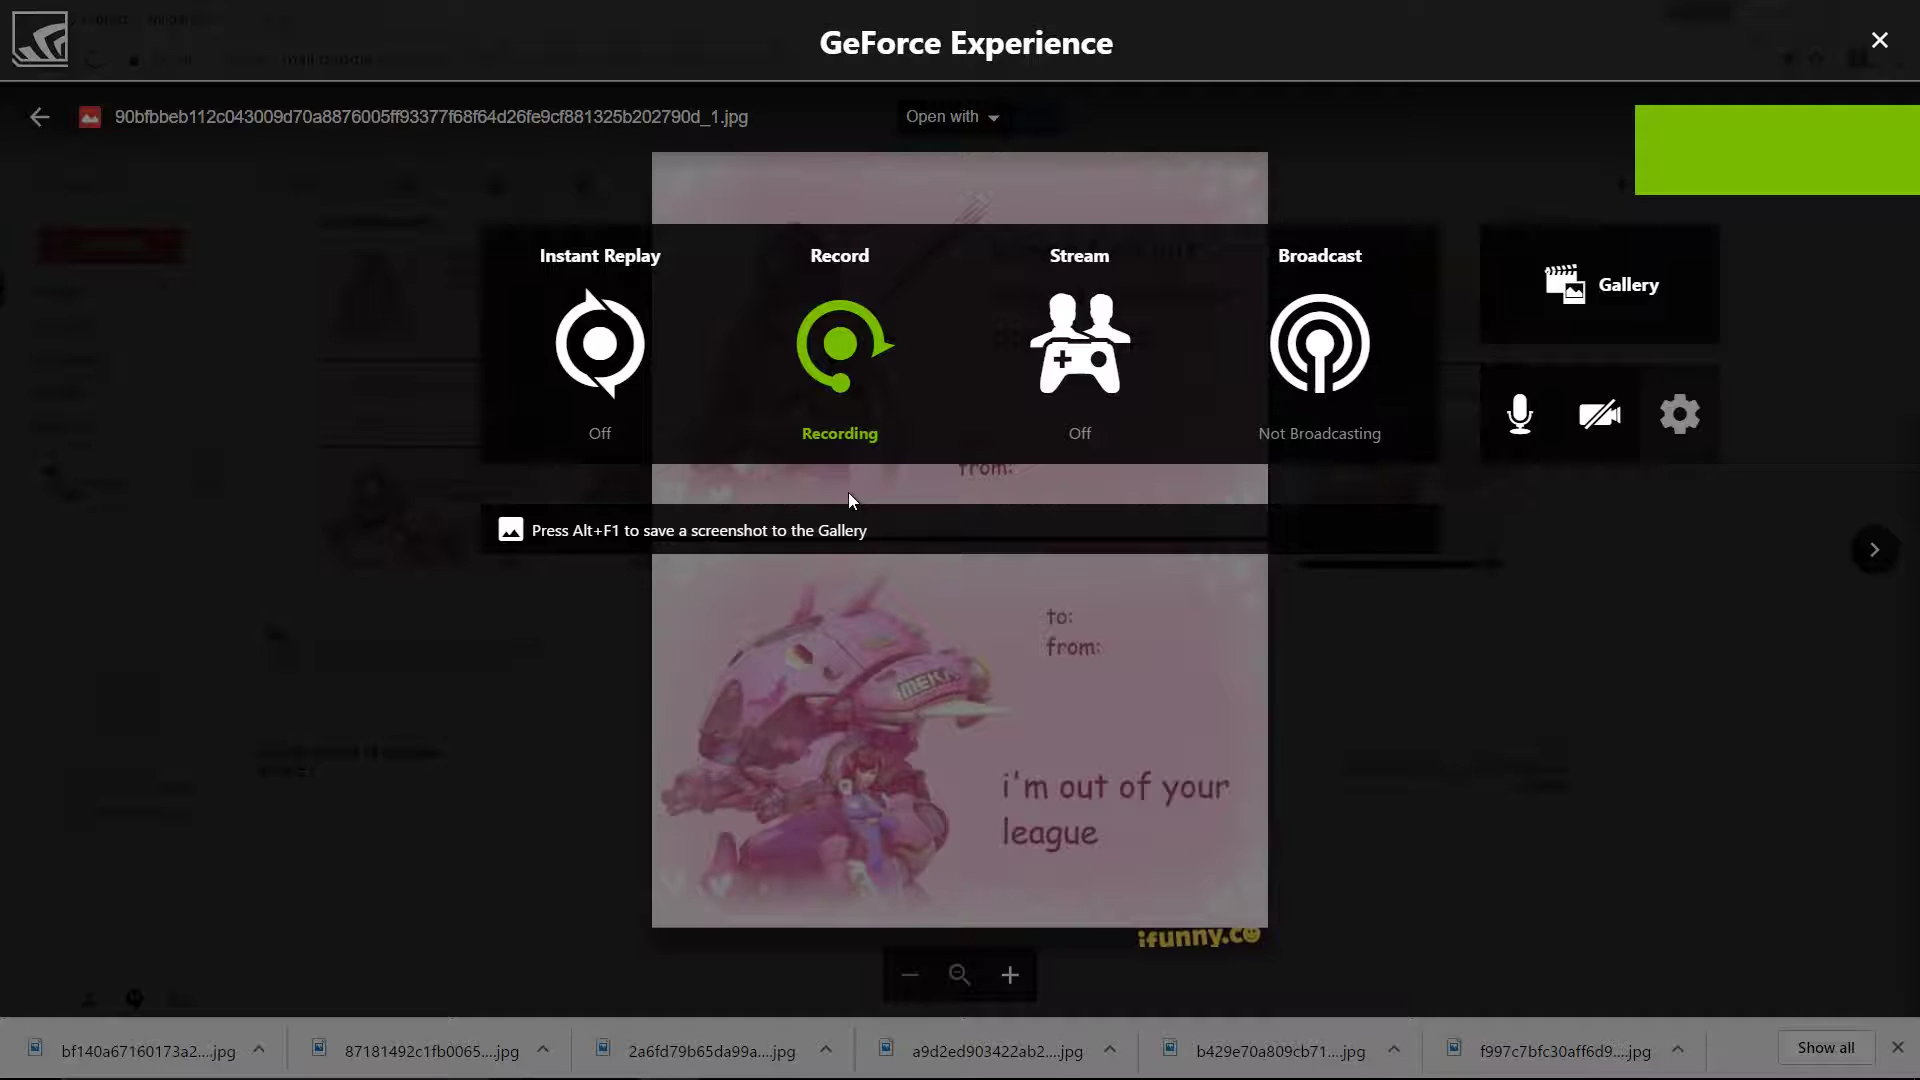 GeForce Experience
90bfbbeb112c043009d70a8876005ff93377f68f64d26fe9cf881325b202790d_1.jpg
Open with
Instant Replay
Record
Stream
Broadcast
Gallery
Off
Recording
Off
Not Broadcasting
from:
Press Alt+F1 to save a screenshot to the Gallery
to:
from:
MEKA
i'm out of your
league
ifunny.co
bf140a67160173a2....jpg
87181492c1fb0065....jpg
2a6fd79b65da99a....jpg
a9d2ed903422ab2....jpg
b429e70a809cb71....jpg
f997c7bfc30aff6d9....jpg
Show all